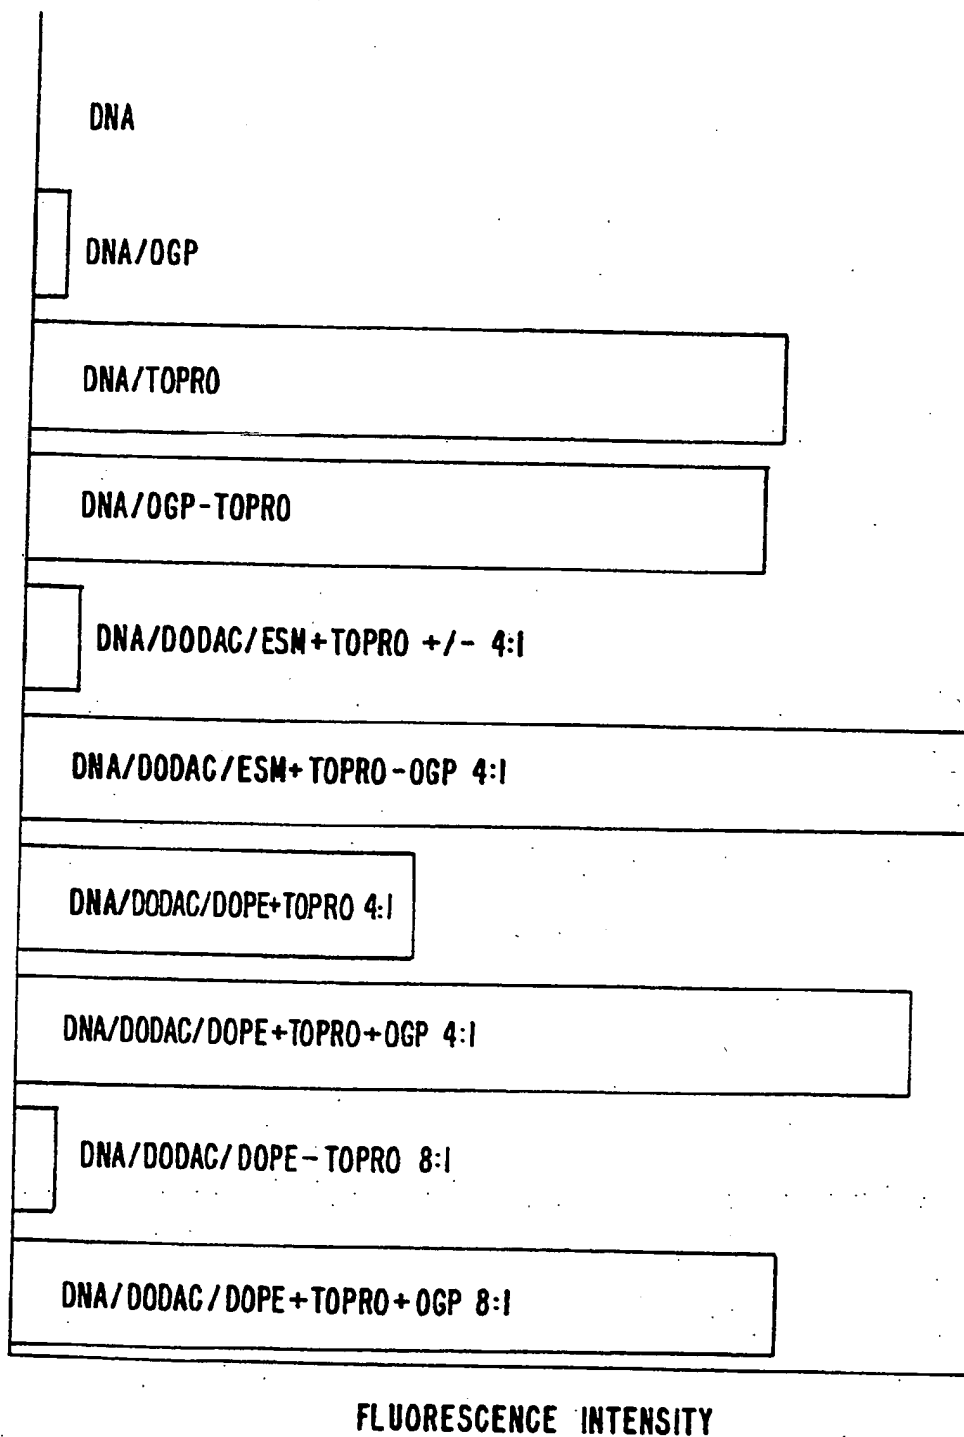 DNA
DNA/OGP
DNA/TOPRO
DNA/OGP-TOPRO
DNA/DODAC/ESM+TOPRO +/- 4:1
DNA/DODAC/ESM+TOPRO-OGP 4:1
DNA/DODAC/DOPE+TOPRO 4:1
DNA/DODAC/DOPE+TOPRO+OGP 4:1
DNA/DODAC/DOPE-TOPRO 8:1
DNA/DODAC/DOPE+TOPRO+OGP 8:1
FLUORESCENCE INTENSITY